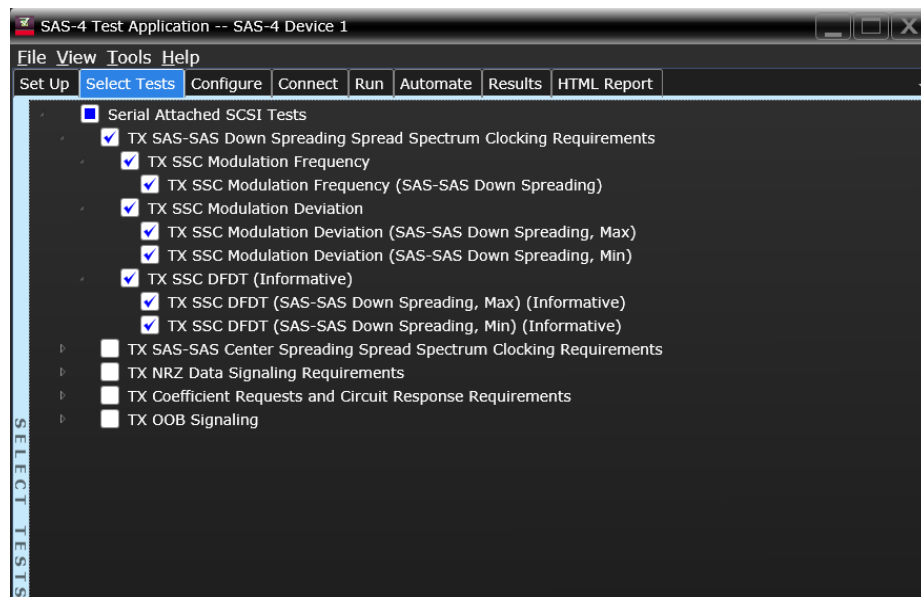 SAS-4 Test Application -- SAS-4 Device 1
File View Tools Help
Set Up Select Tests Configure Connect Run Automate Results HTML Report
Serial Attached SCSI Tests
TX SAS-SAS Down Spreading Spread Spectrum Clocking Requirements
TX SSC Modulation Frequency
TX SSC Modulation Frequency (SAS-SAS Down Spreading)
TX SSC Modulation Deviation
TX SSC Modulation Deviation (SAS-SAS Down Spreading, Max)
TX SSC Modulation Deviation (SAS-SAS Down Spreading, Min)
TX SSC DFDT (Informative)
TX SSC DFDT (SAS-SAS Down Spreading, Max) (Informative)
TX SSC DFDT (SAS-SAS Down Spreading, Min) (Informative)
TX SAS-SAS Center Spreading Spread Spectrum Clocking Requirements
TX NRZ Data Signaling Requirements
TX Coefficient Requests and Circuit Response Requirements
TX OOB Signaling
SELECT TESTS